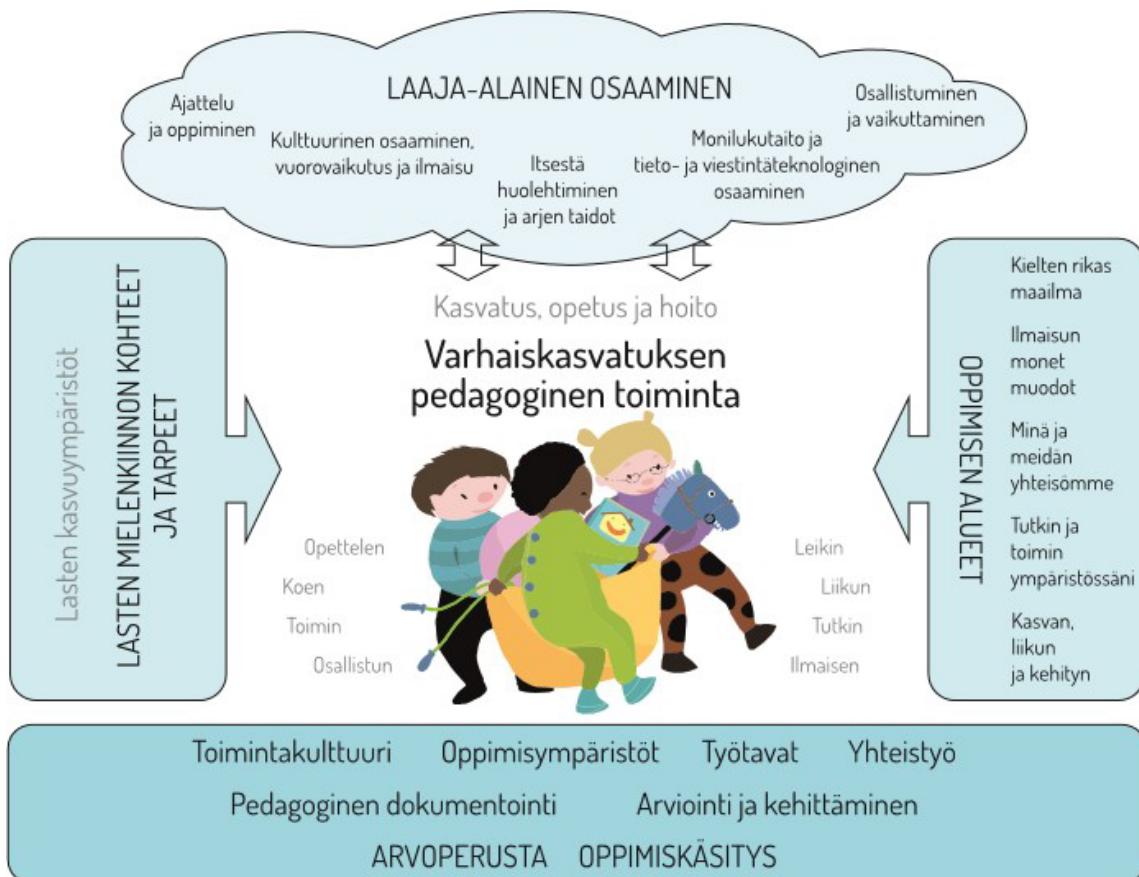 LAAJA-ALAINEN OSAAMINEN
Ajattelu
ja oppiminen
Kulttuurinen osaaminen,
vuorovaikutus ja ilmaisu
Itsestä
huolehtiminen
ja arjen taidot
Monilukutaito ja
tieto- ja viestintäteknologinen
osaaminen
Osallistuminen
ja vaikuttaminen
Lasten kasvuympäristöt
LASTEN MIELENKIINNON KOHTEET
JA TARPEET
Kasvatus, opetus ja hoito
Varhaiskasvatuksen
pedagoginen toiminta
Opettelen
Koen
Toimin
Osallistun
Leikin
Liikun
Tutkin
Ilmaisen
OPPIMISEN ALUEET
Kielten rikas
maailma
Ilmaisun
monet
muodot
Minä ja
meidän
yhteisömme
Tutkin ja
toimin
ympäristössäni
Kasvan,
liikun
ja kehityn
Toimintakulttuuri Oppimisympäristöt Työtavat Yhteistyö
Pedagoginen dokumentointi Arviointi ja kehittäminen
ARVOPERUSTA OPPIMISKÄSITYS